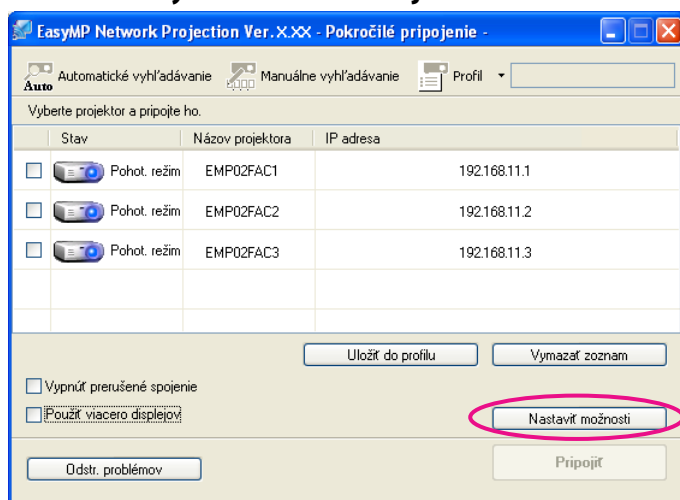 EasyMP Network Projection Ver.X.XX - Pokročilé pripojenie -
Auto Automatické vyhľadávanie Manuálne vyhľadávanie Profil
Vyberte projektor a pripojte ho.
Stav Názov projektora IP adresa
Pohot. režim EMP02FAC1 192.168.11.1
Pohot. režim EMP02FAC2 192.168.11.2
Pohot. režim EMP02FAC3 192.168.11.3
Uložiť do profilu Vymazať zoznam
Vypnúť prerušené spojenie
Použiť viacero displejov Nastaviť možnosti
Odstr. problémov Pripojiť